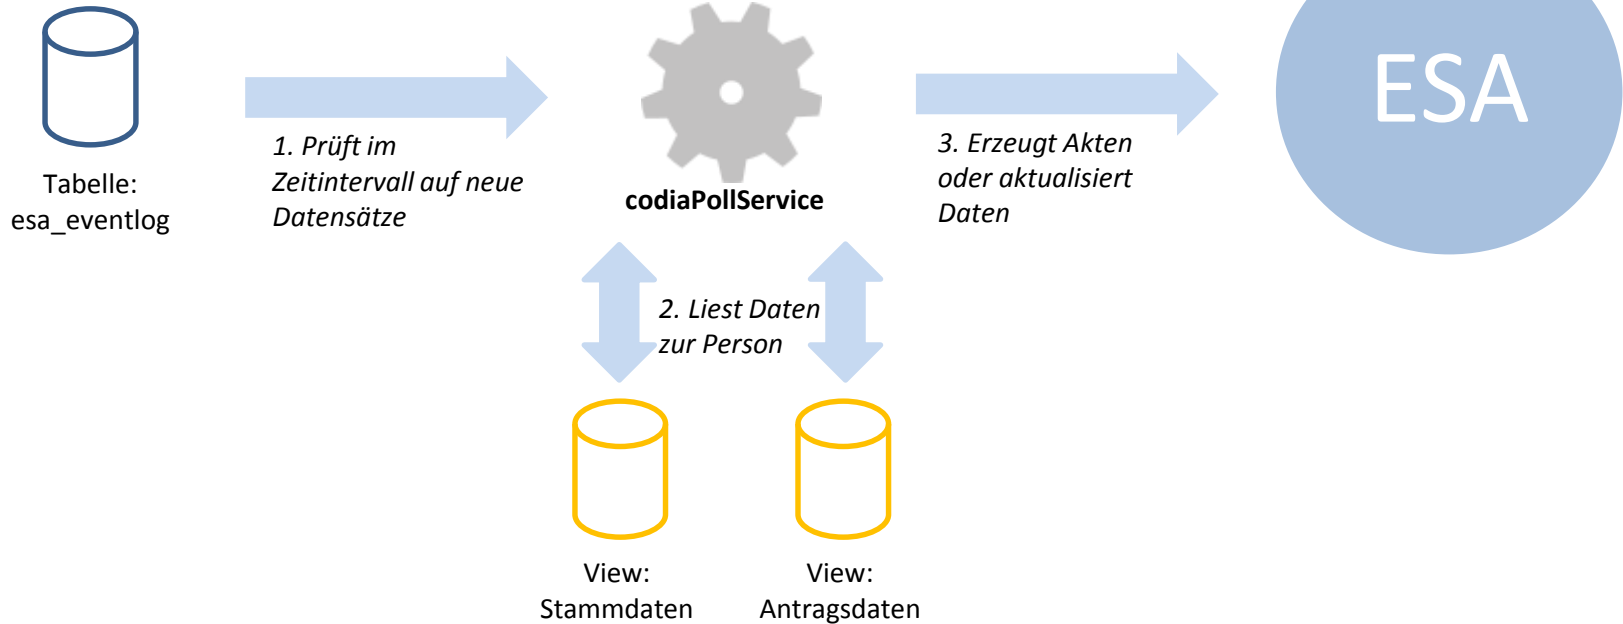 Tabelle:
esa_eventlog
1. Prüft im
Zeitintervall auf neue
Datensätze
codiaPollService
3. Erzeugt Akten
oder aktualisiert
Daten
ESA
2. Liest Daten
zur Person
View:
Stammdaten
View:
Antragsdaten